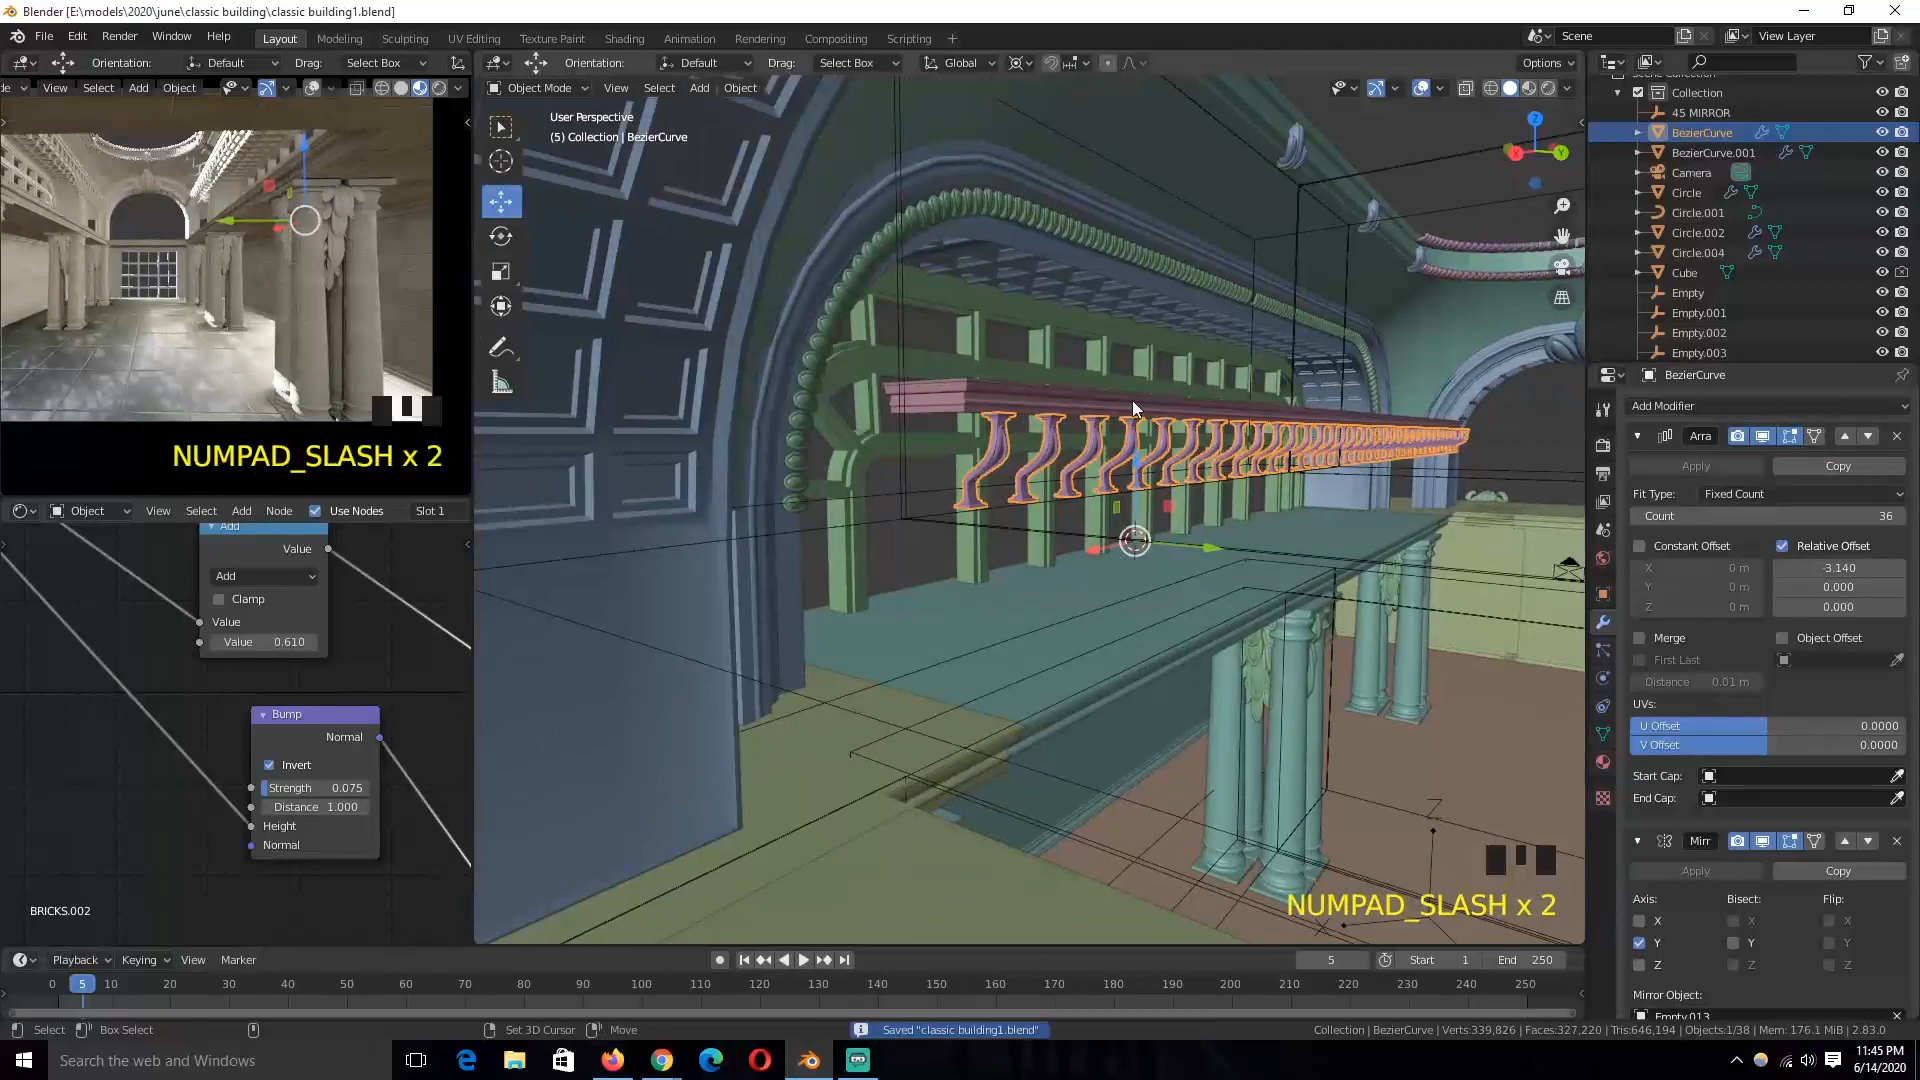 Blender [E:\models\2020\june\classic building\classic building1.blend]
File Edit Render Window Help Layout Modeling Sculpting UV Editing Texture Paint Shading Animation Rendering Compositing Scripting + Scene View Layer
Orientation: Default Drag: Select Box
Orientation: Default Drag: Select Box Global Options
View Select Add Object
Object Mode View Select Add Object
User Perspective
(5) Collection | BezierCurve
Z
Y
Collection
45 MIRROR
BezierCurve
BezierCurve.001
Camera
Circle
Circle.001
Circle.002
Circle.004
Cube
Empty
Empty.001
Empty.002
Empty.003
NUMPAD_SLASH x 2
Object View Select Add Node Use Nodes Slot 1
Add
Value
Add
Clamp
Value
Value 0.610
Bump
Normal
Invert
Strength 0.075
Distance 1.000
Height
Normal
BRICKS.002
NUMPAD_SLASH x 2
BezierCurve
Add Modifier
Arra
Apply Copy
Fit Type: Fixed Count
Count 36
Constant Offset Relative Offset
X 0 m -3.140
Y 0 m 0.000
Z 0 m 0.000
Merge Object Offset
First Last
Distance 0.01 m
UVs:
U Offset 0.0000
V Offset 0.0000
Start Cap:
End Cap:
Mirr
Apply Copy
Axis: Bisect: Flip:
X X X
Y Y Y
Z Z Z
Mirror Object:
Empty.013
Playback Keying View Marker 5 Start 1 End 250
0 5 10 20 30 40 50 60 70 80 90 100 110 120 130 140 150 160 170 180 190 200 210 220 230 240 250
Select Box Select Set 3D Cursor Move Saved "classic building1.blend" Collection | BezierCurve | Verts:339,826 | Faces:327,220 | Tris:646,194 | Objects:1/38 | Mem: 176.1 MiB | 2.83.0
Search the web and Windows
11:45 PM
6/14/2020